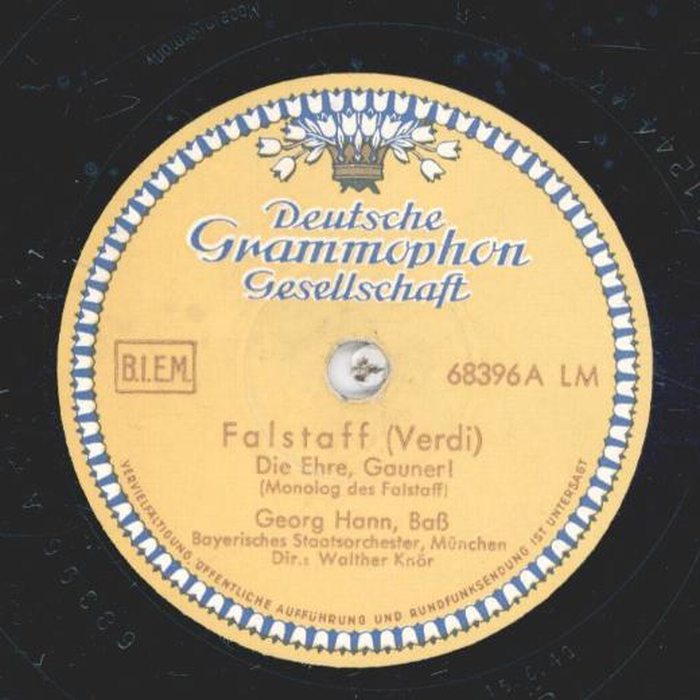 Deutsche
Grammophon
Gesellschaft
B.I.E.M.
68396A LM
Falstaff (Verdi)
Die Ehre, Gauner!
(Monolog des Falstaff)
Georg Hann, Baß
Bayerisches Staatsorchester, München
Dir.: Walther Knör
VERVIELFÄLTIGUNG, ÖFFENTLICHE AUFFÜHRUNG UND RUNDFUNKSENDUNG IST UNTERSAGT